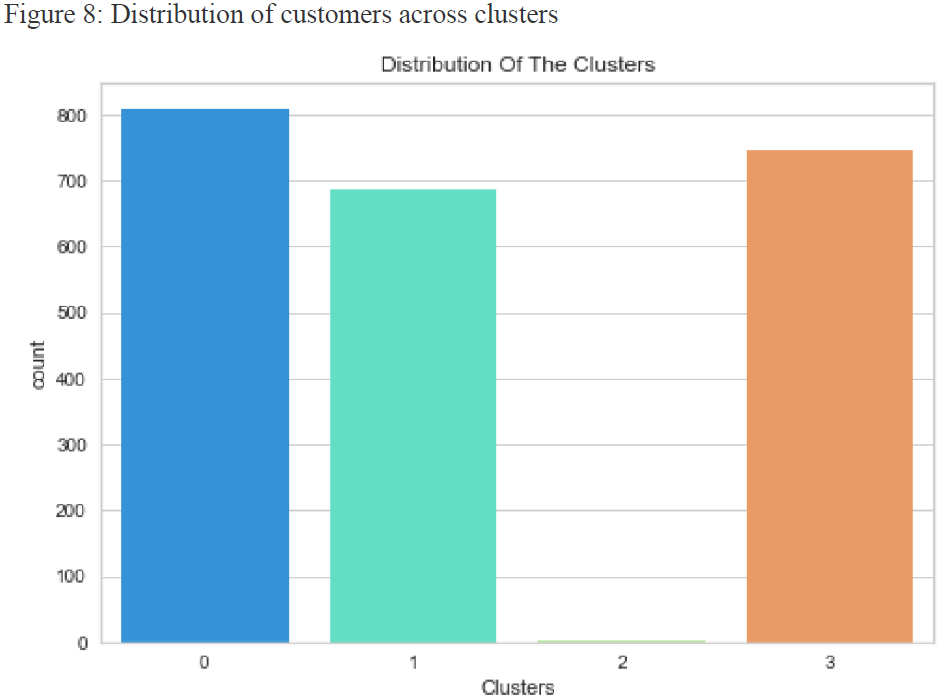 Figure 8: Distribution of customers across clusters
Distribution Of The Clusters
800
700
600
500
400
300
200
100
0
count
0 1 2 3
Clusters